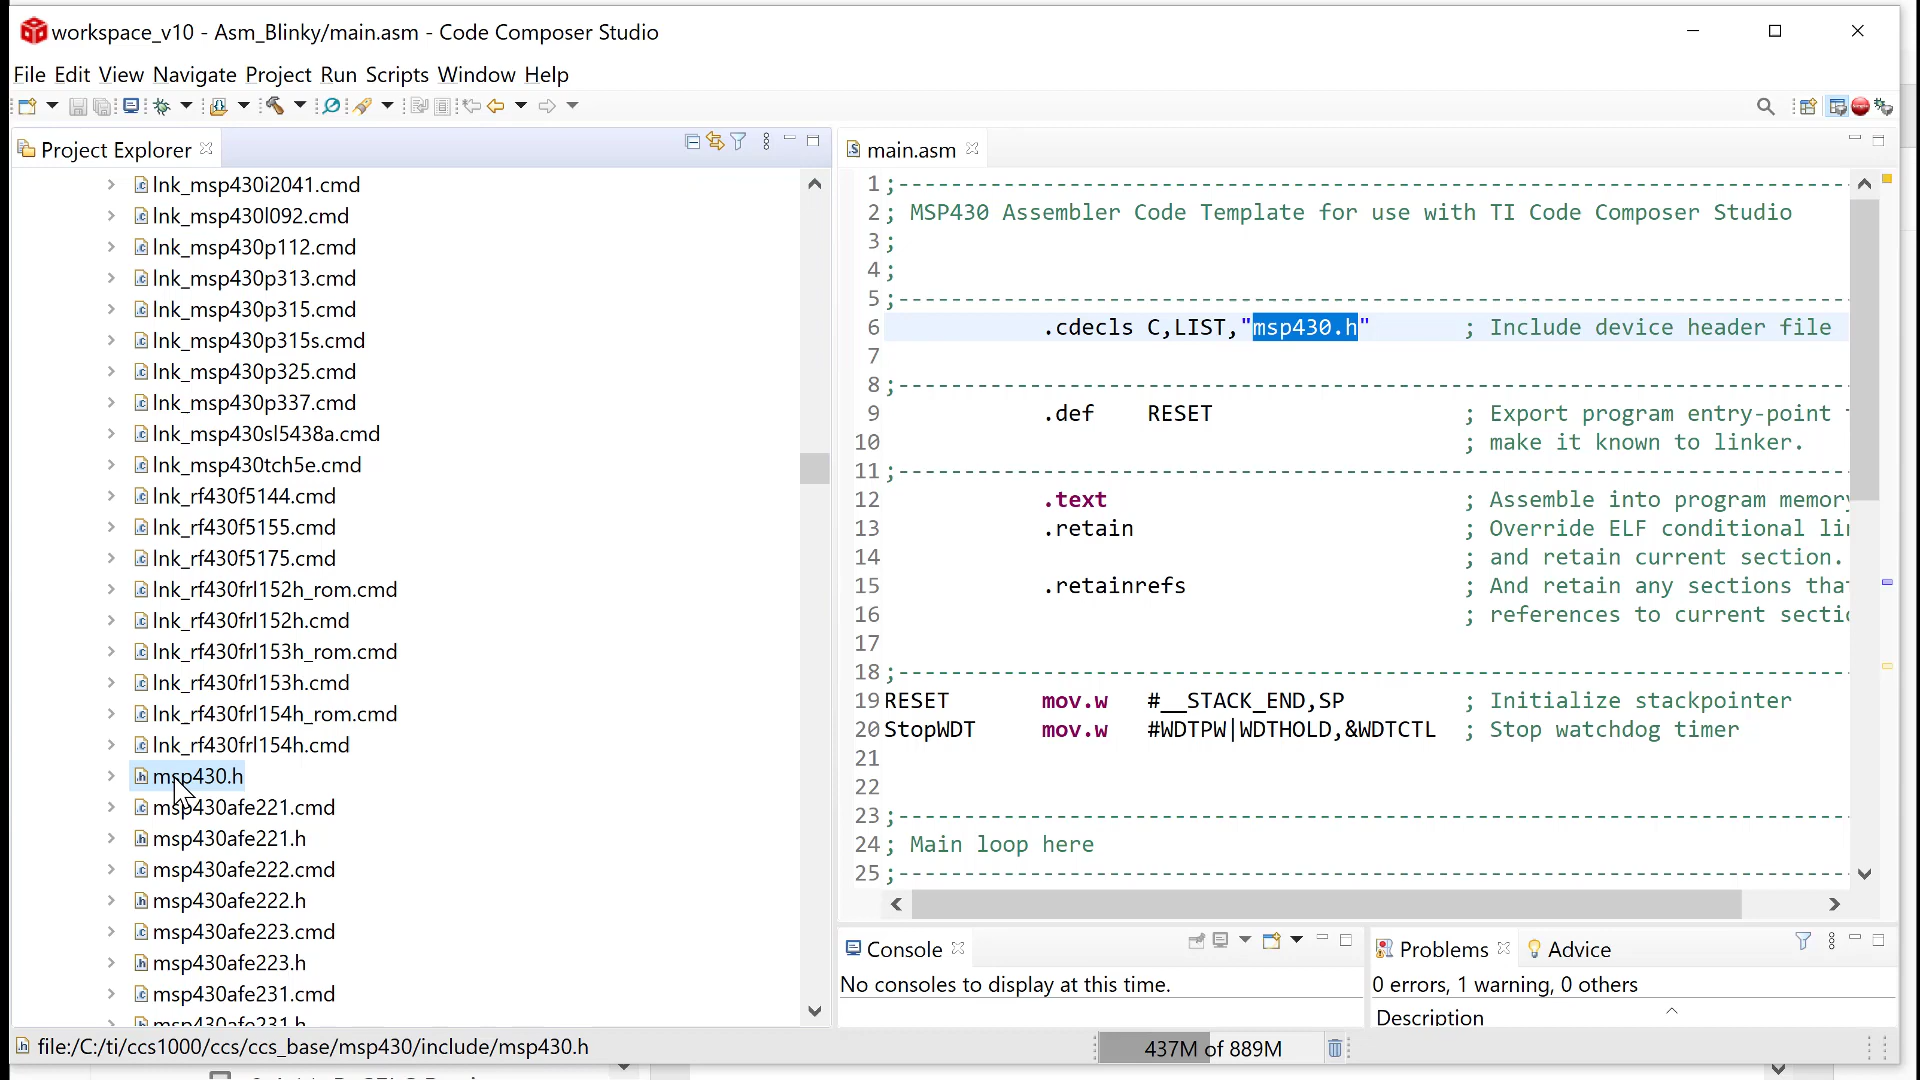 workspace_v10 - Asm_Blinky/main.asm - Code Composer Studio
File Edit View Navigate Project Run Scripts Window Help
Project Explorer
lnk_msp430i2041.cmd
lnk_msp430l092.cmd
lnk_msp430p112.cmd
lnk_msp430p313.cmd
lnk_msp430p315.cmd
lnk_msp430p315s.cmd
lnk_msp430p325.cmd
lnk_msp430p337.cmd
lnk_msp430sl5438a.cmd
lnk_msp430tch5e.cmd
lnk_rf430f5144.cmd
lnk_rf430f5155.cmd
lnk_rf430f5175.cmd
lnk_rf430frl152h_rom.cmd
lnk_rf430frl152h.cmd
lnk_rf430frl153h_rom.cmd
lnk_rf430frl153h.cmd
lnk_rf430frl154h_rom.cmd
lnk_rf430frl154h.cmd
msp430.h
msp430afe221.cmd
msp430afe221.h
msp430afe222.cmd
msp430afe222.h
msp430afe223.cmd
msp430afe223.h
msp430afe231.cmd
msp430afe231.h
main.asm
1 ;-------------------------------------------------------------------------
2 ; MSP430 Assembler Code Template for use with TI Code Composer Studio
3 ;
4 ;
5 ;-------------------------------------------------------------------------
6 .cdecls C,LIST,"msp430.h" ; Include device header file
7
8 ;-------------------------------------------------------------------------
9 .def RESET ; Export program entry-point
10 ; make it known to linker.
11 ;-------------------------------------------------------------------------
12 .text ; Assemble into program memory
13 .retain ; Override ELF conditional li
14 ; and retain current section.
15 .retainrefs ; And retain any sections tha
16 ; references to current secti
17
18 ;-------------------------------------------------------------------------
19 RESET mov.w #__STACK_END,SP ; Initialize stackpointer
20 StopWDT mov.w #WDTPW|WDTHOLD,&WDTCTL ; Stop watchdog timer
21
22
23 ;-------------------------------------------------------------------------
24 ; Main loop here
25 ;-------------------------------------------------------------------------
Console
No consoles to display at this time.
Problems Advice
0 errors, 1 warning, 0 others
Description
file:/C:/ti/ccs1000/ccs/ccs_base/msp430/include/msp430.h
437M of 889M